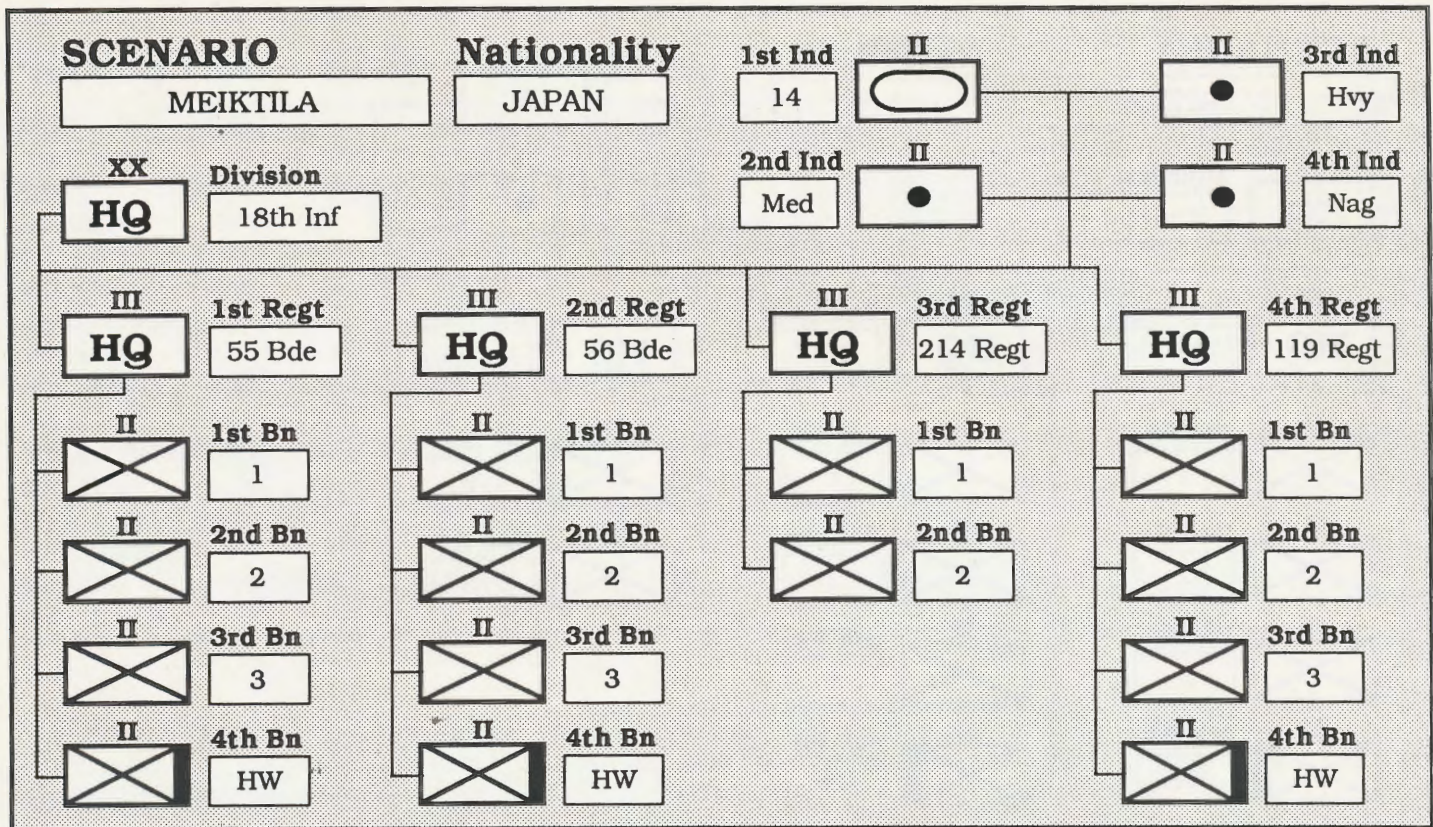 SCENARIO
MEIKTILA
Nationality
JAPAN
1st Ind
14
II
II
3rd Ind
Hvy
2nd Ind
Med
II
II
4th Ind
Nag
XX
HQ
Division
18th Inf
III
HQ
1st Regt
55 Bde
II
1st Bn
1
II
2nd Bn
2
II
3rd Bn
3
II
4th Bn
HW
III
HQ
2nd Regt
56 Bde
II
1st Bn
1
II
2nd Bn
2
II
3rd Bn
3
II
4th Bn
HW
III
HQ
3rd Regt
214 Regt
II
1st Bn
1
II
2nd Bn
2
III
HQ
4th Regt
119 Regt
II
1st Bn
1
II
2nd Bn
2
II
3rd Bn
3
II
4th Bn
HW